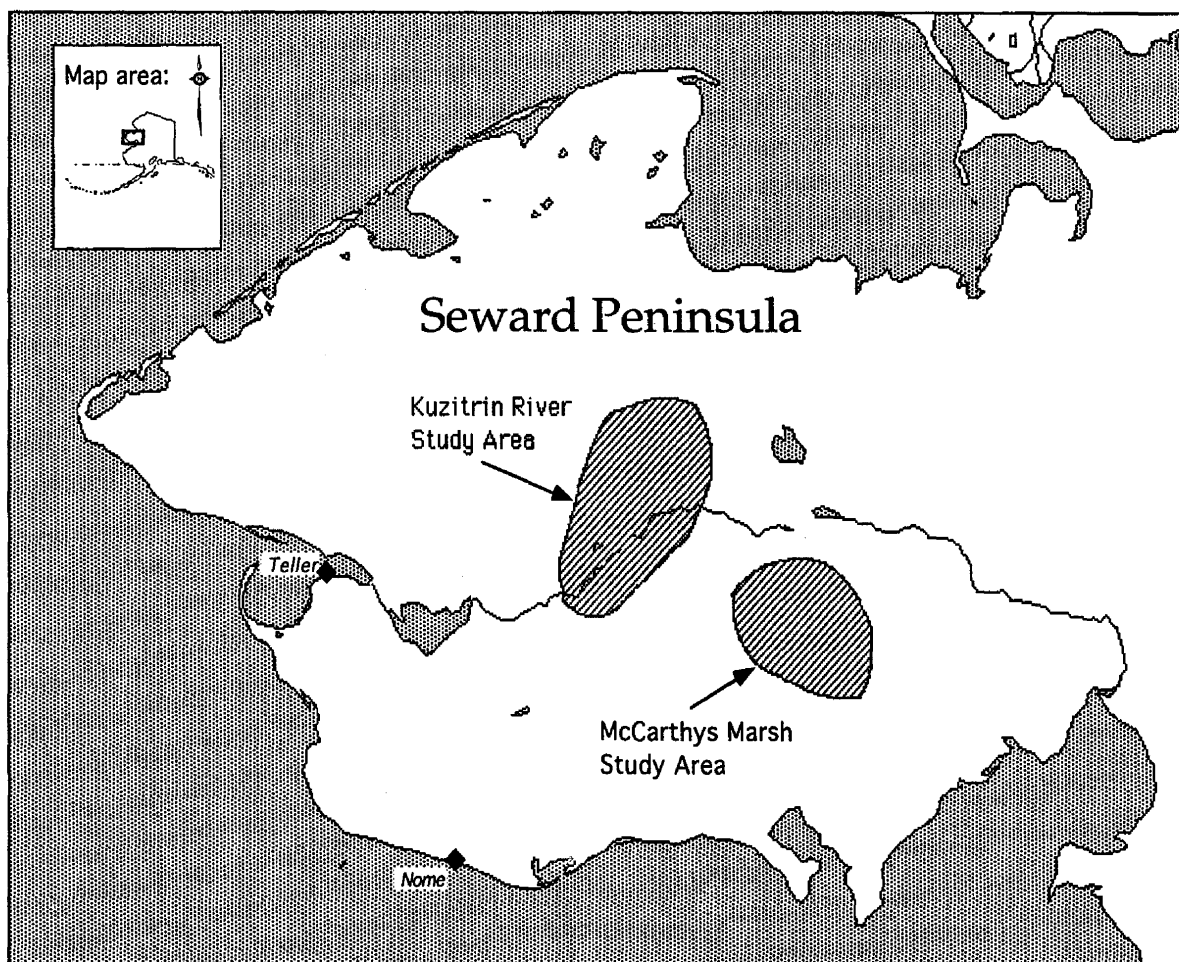 Map area:
Seward Peninsula
Kuzitrin River
Study Area
Teller
McCarthys Marsh
Study Area
Nome